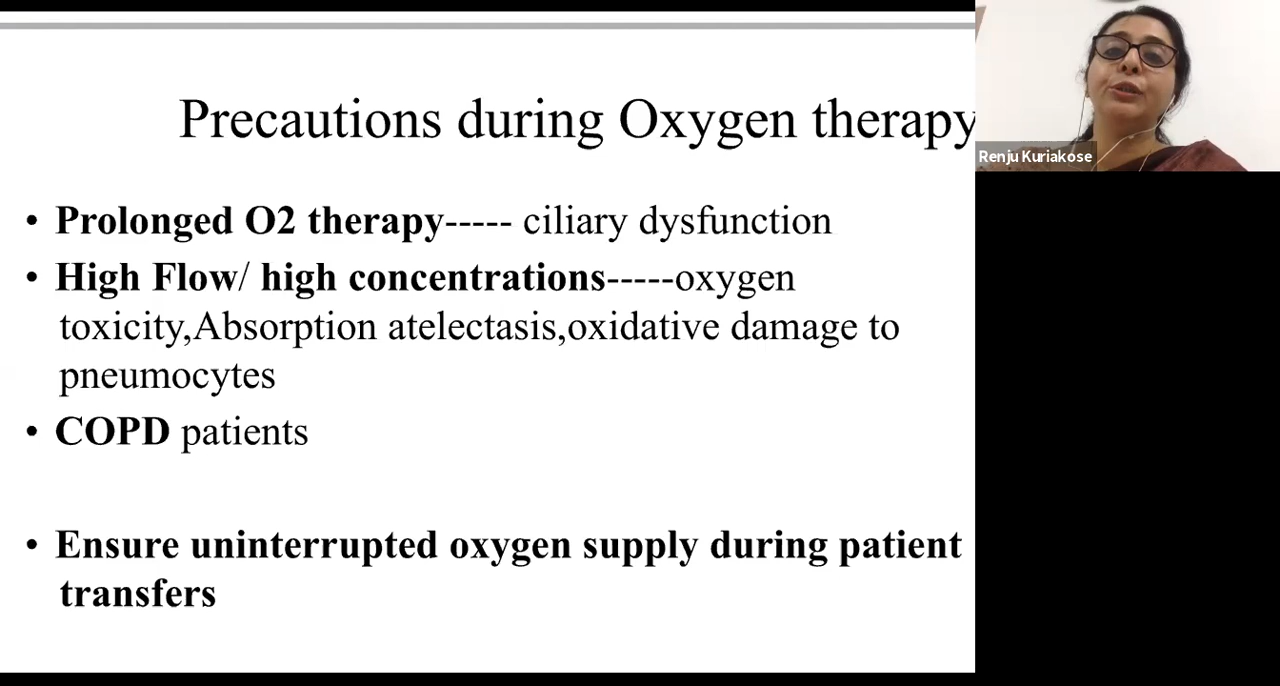 Precautions during Oxygen therapy
Renju Kuriakose
• Prolonged O2 therapy----- ciliary dysfunction
• High Flow/ high concentrations-----oxygen
toxicity,Absorption atelectasis,oxidative damage to
pneumocytes
• COPD patients
• Ensure uninterrupted oxygen supply during patient
transfers